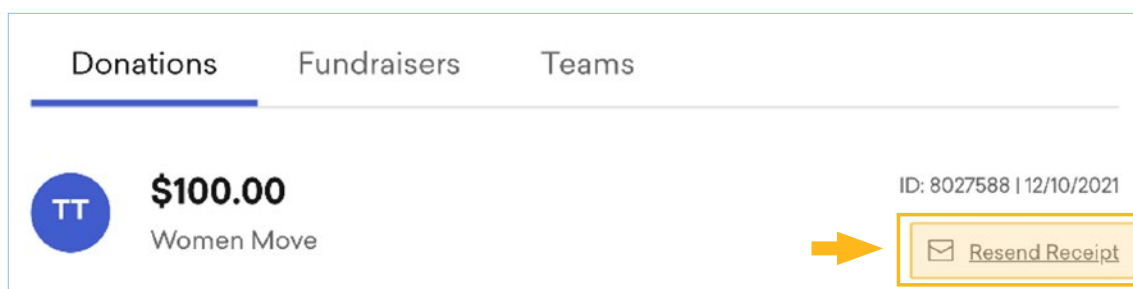 Donations Fundraisers Teams
TT
$100.00
Women Move
ID: 8027588 | 12/10/2021
Resend Receipt